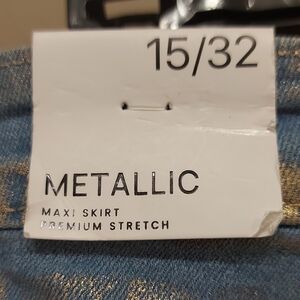 15/32
METALLIC
MAXI SKIRT
PREMIUM STRETCH